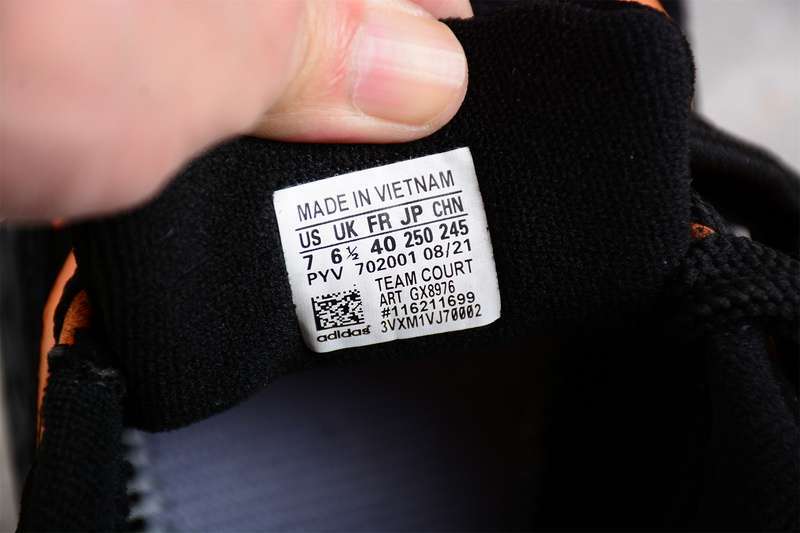 MADE IN VIETNAM
US UK FR JP CHN
7 6½ 40 250 245
PYV 702001 08/21
TEAM COURT
ART GX8976
#116211699
3VXM1VJ70002
adidas